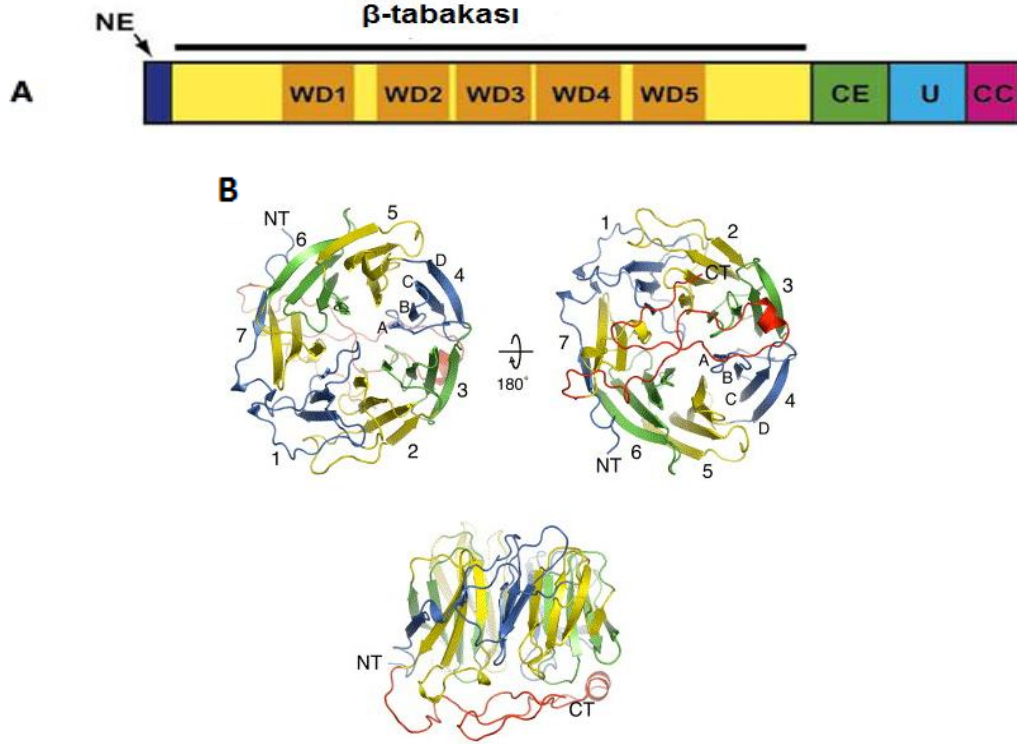 β-tabakası
NE
A
WD1 WD2 WD3 WD4 WD5 CE U CC
B
NT 6 5 D 4 C B A 7 3 1 2
180°
1 2 CT 3 7 A B C 4 D NT 6 5
NT
CT